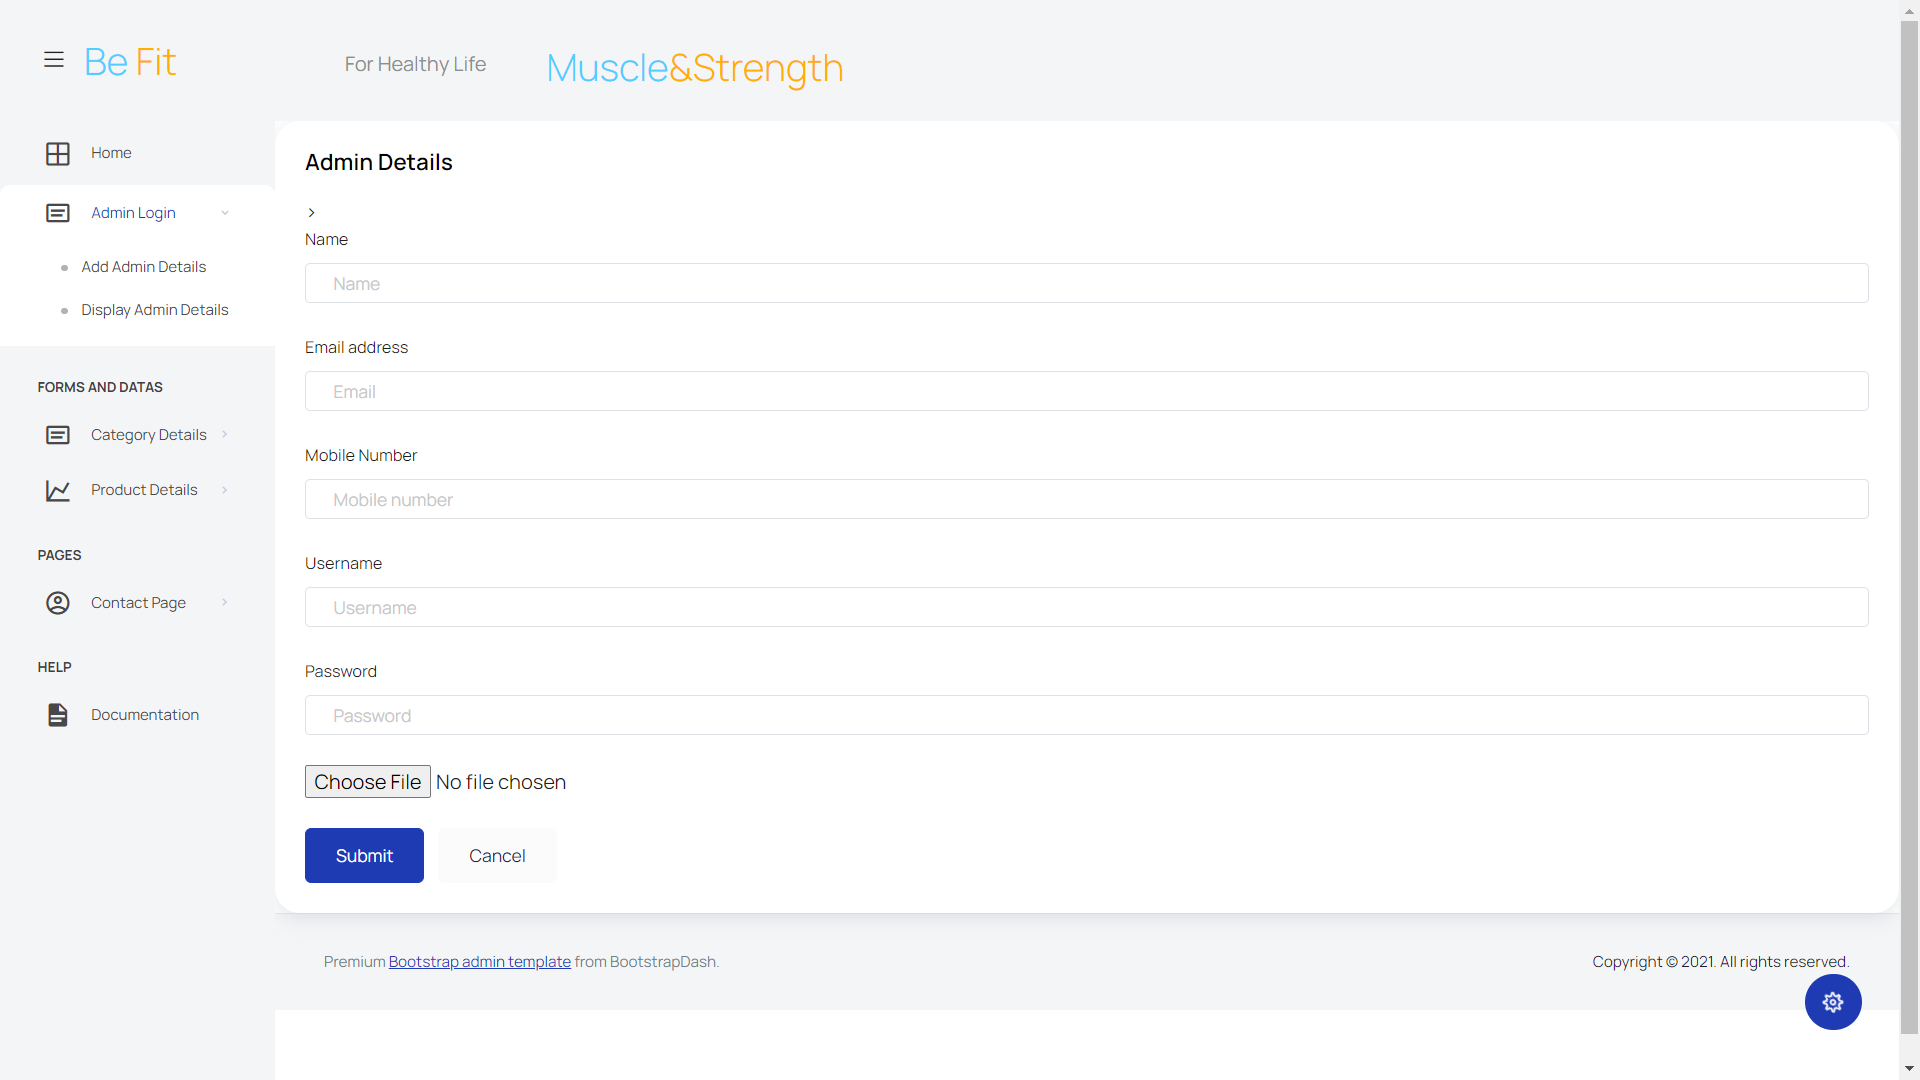 Be Fit
For Healthy Life
Muscle&Strength
Home
Admin Login
Add Admin Details
Display Admin Details
FORMS AND DATAS
Category Details
Product Details
PAGES
Contact Page
HELP
Documentation
Admin Details
>
Name
Name
Email address
Email
Mobile Number
Mobile number
Username
Username
Password
Password
Choose File No file chosen
Submit Cancel
Premium Bootstrap admin template from BootstrapDash.
Copyright © 2021. All rights reserved.